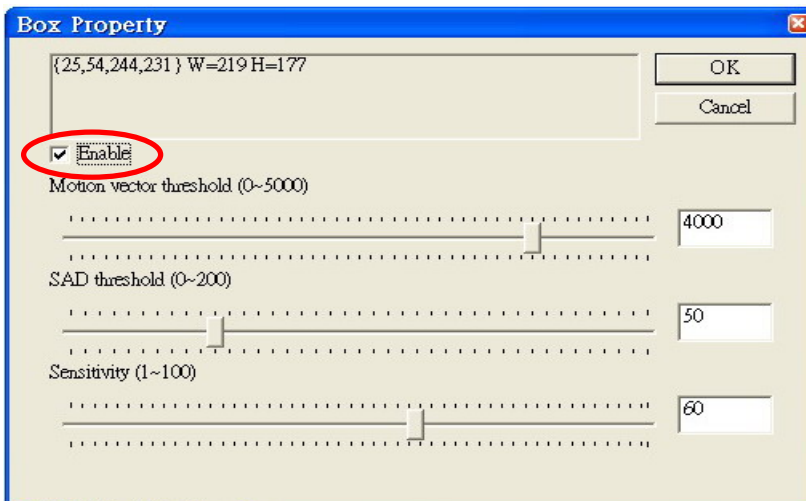 Box Property
{25,54,244,231} W=219 H=177
OK
Cancel
Enable
Motion vector threshold (0~5000)
4000
SAD threshold (0~200)
50
Sensitivity (1~100)
60